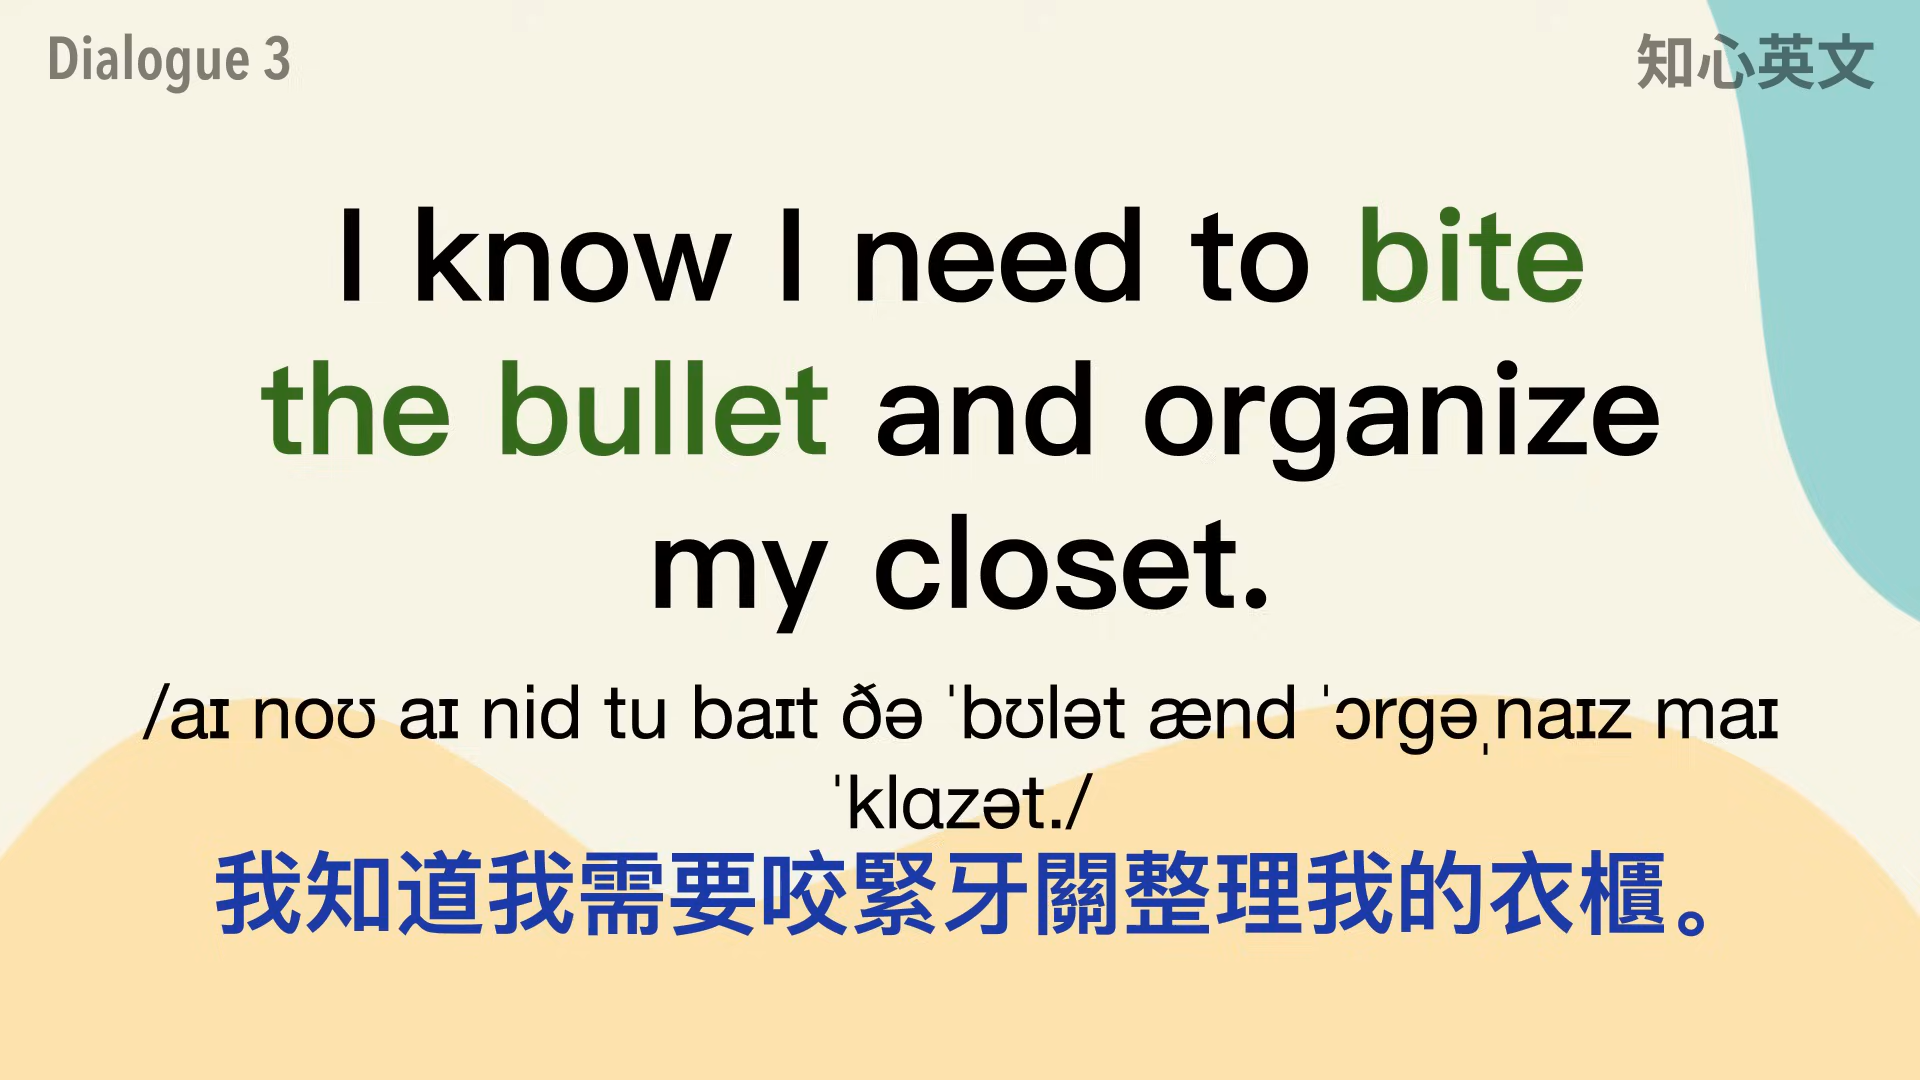 Dialogue 3
知心英文
I know I need to bite
the bullet and organize
my closet.
/aɪ noʊ aɪ nid tu baɪt ðə ˈbʊlət ænd ˈɔrgəˌnaɪz maɪ
ˈklɑzət./
我知道我需要咬緊牙關整理我的衣櫃。